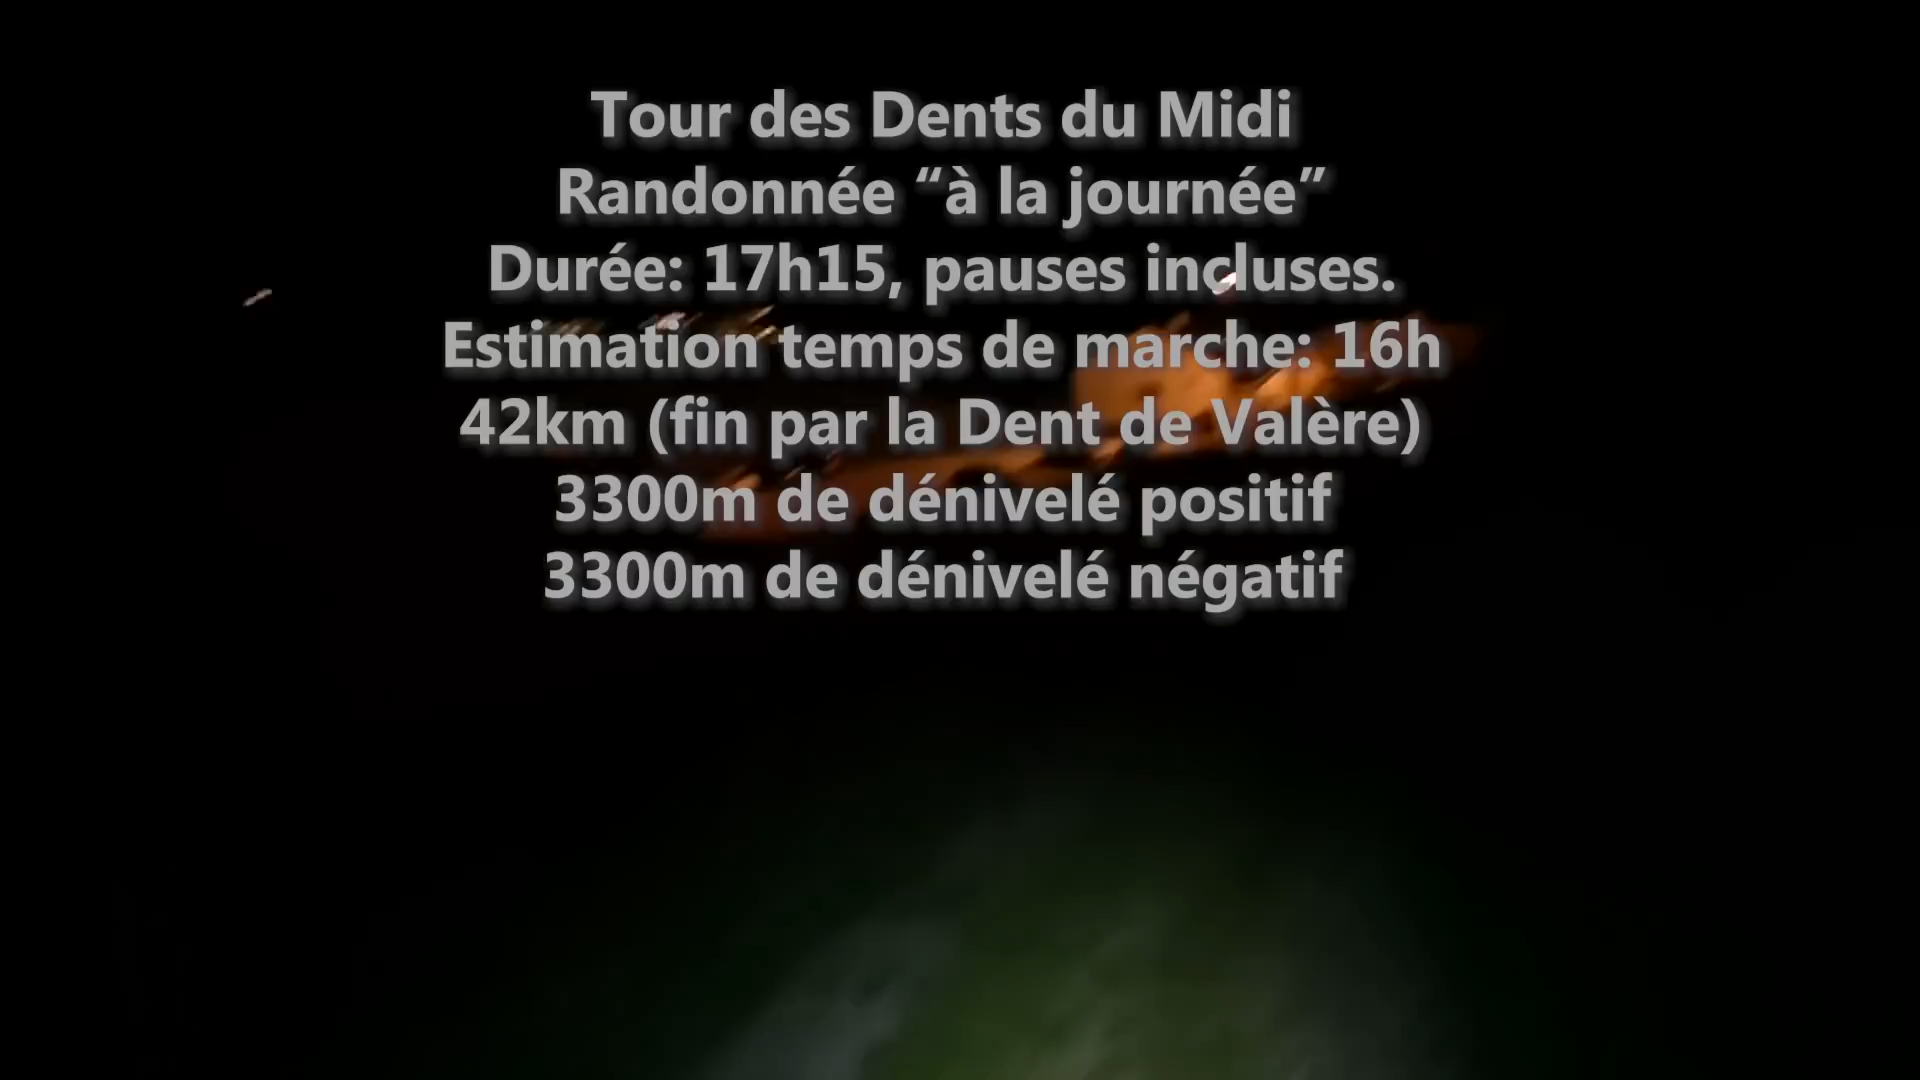 Tour des Dents du Midi
Randonnée “à la journée”
Durée: 17h15, pauses incluses.
Estimation temps de marche: 16h
42km (fin par la Dent de Valère)
3300m de dénivelé positif
3300m de dénivelé négatif